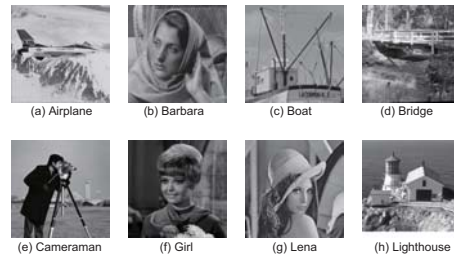 (a) Airplane
(b) Barbara
(c) Boat
(d) Bridge
(e) Cameraman
(f) Girl
(g) Lena
(h) Lighthouse